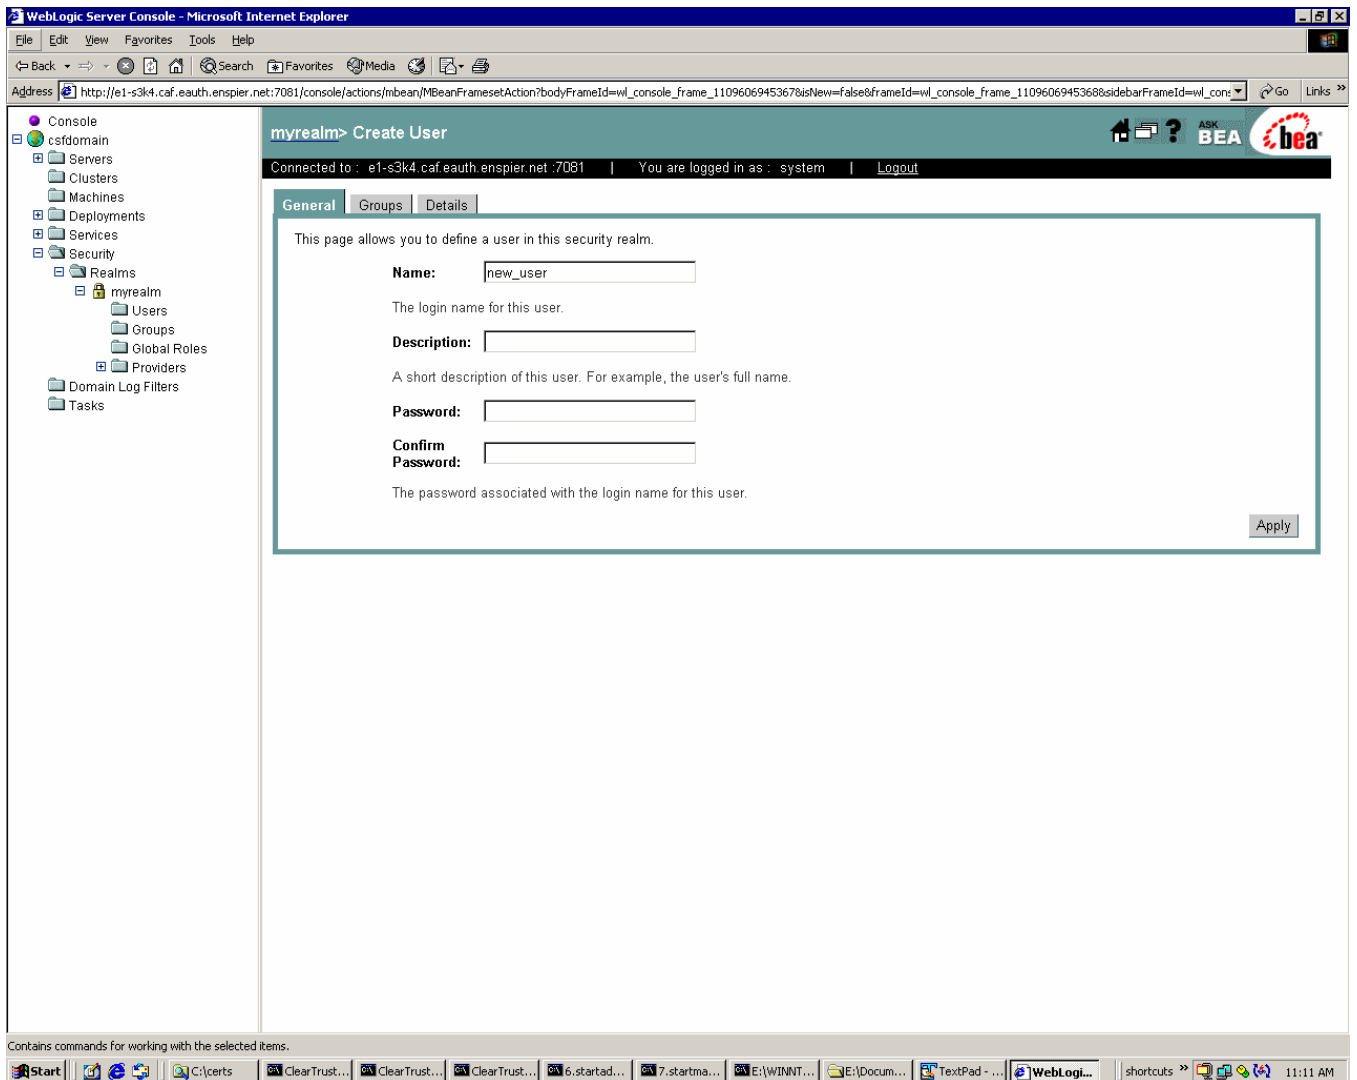 WebLogic Server Console - Microsoft Internet Explorer
File Edit View Favorites Tools Help
Back Search Favorites Media
Address http://e1-s3k4.caf.eauth.enspier.net:7081/console/actions/mbean/MBeanFramesetAction?bodyFrameId=wl_console_frame_1109606945367&isNew=false&frameId=wl_console_frame_1109606945368&sidebarFrameId=wl_cons Go Links »
Console
csfdomain
Servers
Clusters
Machines
Deployments
Services
Security
Realms
myrealm
Users
Groups
Global Roles
Providers
Domain Log Filters
Tasks
myrealm> Create User
ASK BEA bea
Connected to : e1-s3k4.caf.eauth.enspier.net :7081 | You are logged in as : system | Logout
General Groups Details
This page allows you to define a user in this security realm.
Name: new_user
The login name for this user.
Description:
A short description of this user. For example, the user's full name.
Password:
Confirm
Password:
The password associated with the login name for this user.
Apply
Contains commands for working with the selected items.
Start C:\certs ClearTrust... ClearTrust... ClearTrust... 6.startad... 7.startma... E:\WINNT... E:\Docum... TextPad - ... WebLogi... shortcuts » 11:11 AM